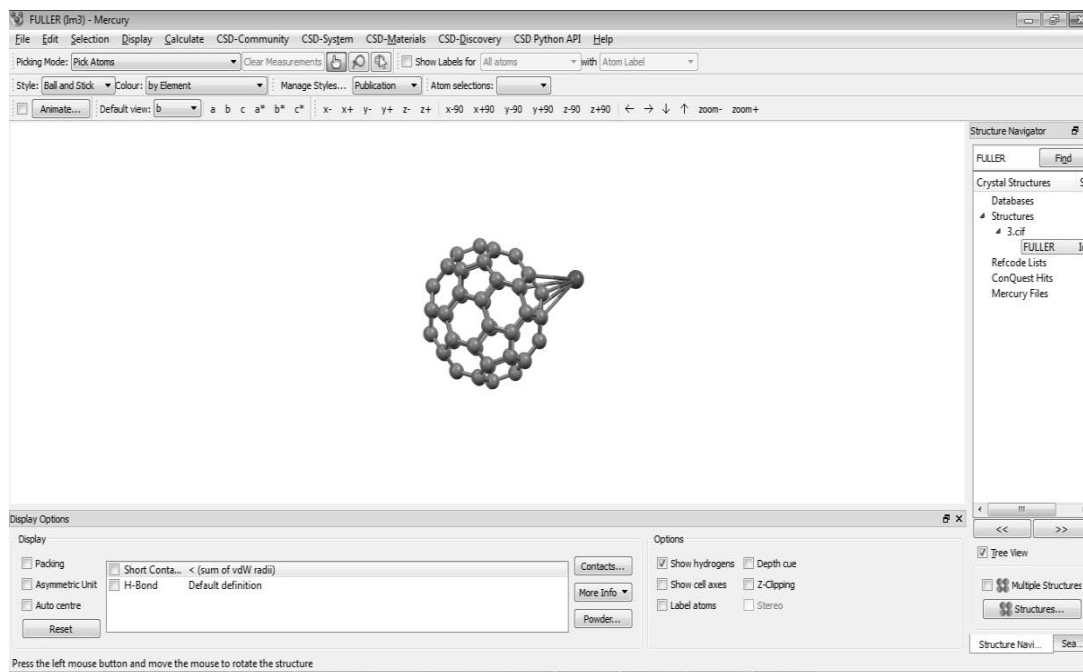 FULLER (Im3) - Mercury
File Edit Selection Display Calculate CSD-Community CSD-System CSD-Materials CSD-Discovery CSD Python API Help
Picking Mode: Pick Atoms Clear Measurements Show Labels for All atoms with Atom Label
Style: Ball and Stick Colour: by Element Manage Styles... Publication Atom selections:
Animate... Default view: b a b c a* b* c* x- x+ y- y+ z- z+ x-90 x+90 y-90 y+90 z-90 z+90 ← → ↓ ↑ zoom- zoom+
Structure Navigator
FULLER Find
Crystal Structures S
Databases
Structures
3.cif
FULLER
Refcode Lists
ConQuest Hits
Mercury Files
<< >>
Tree View
Multiple Structures
Structures...
Structure Navi... Sea...
Display Options
Display
Packing
Asymmetric Unit
Auto centre
Reset
Short Conta... < (sum of vdW radii)
H-Bond Default definition
Contacts...
More Info
Powder...
Options
Show hydrogens Depth cue
Show cell axes Z-Clipping
Label atoms Stereo
Press the left mouse button and move the mouse to rotate the structure